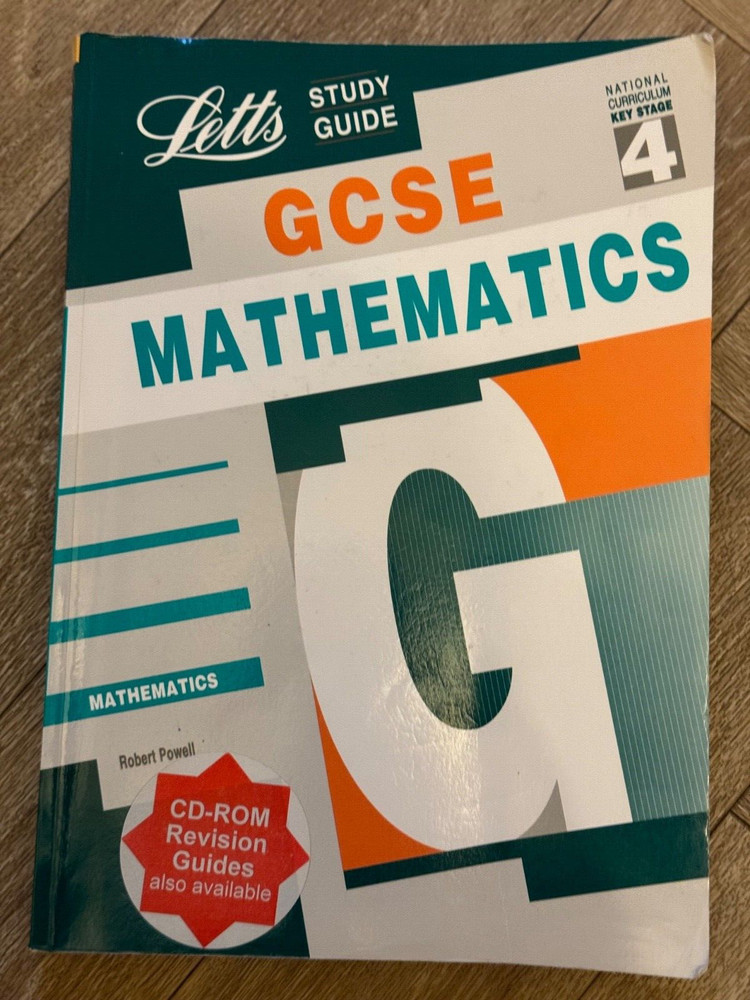 Letts
STUDY
GUIDE
NATIONAL
CURRICULUM
KEY STAGE
4
GCSE
MATHEMATICS
G
MATHEMATICS
Robert Powell
CD-ROM
Revision
Guides
also available